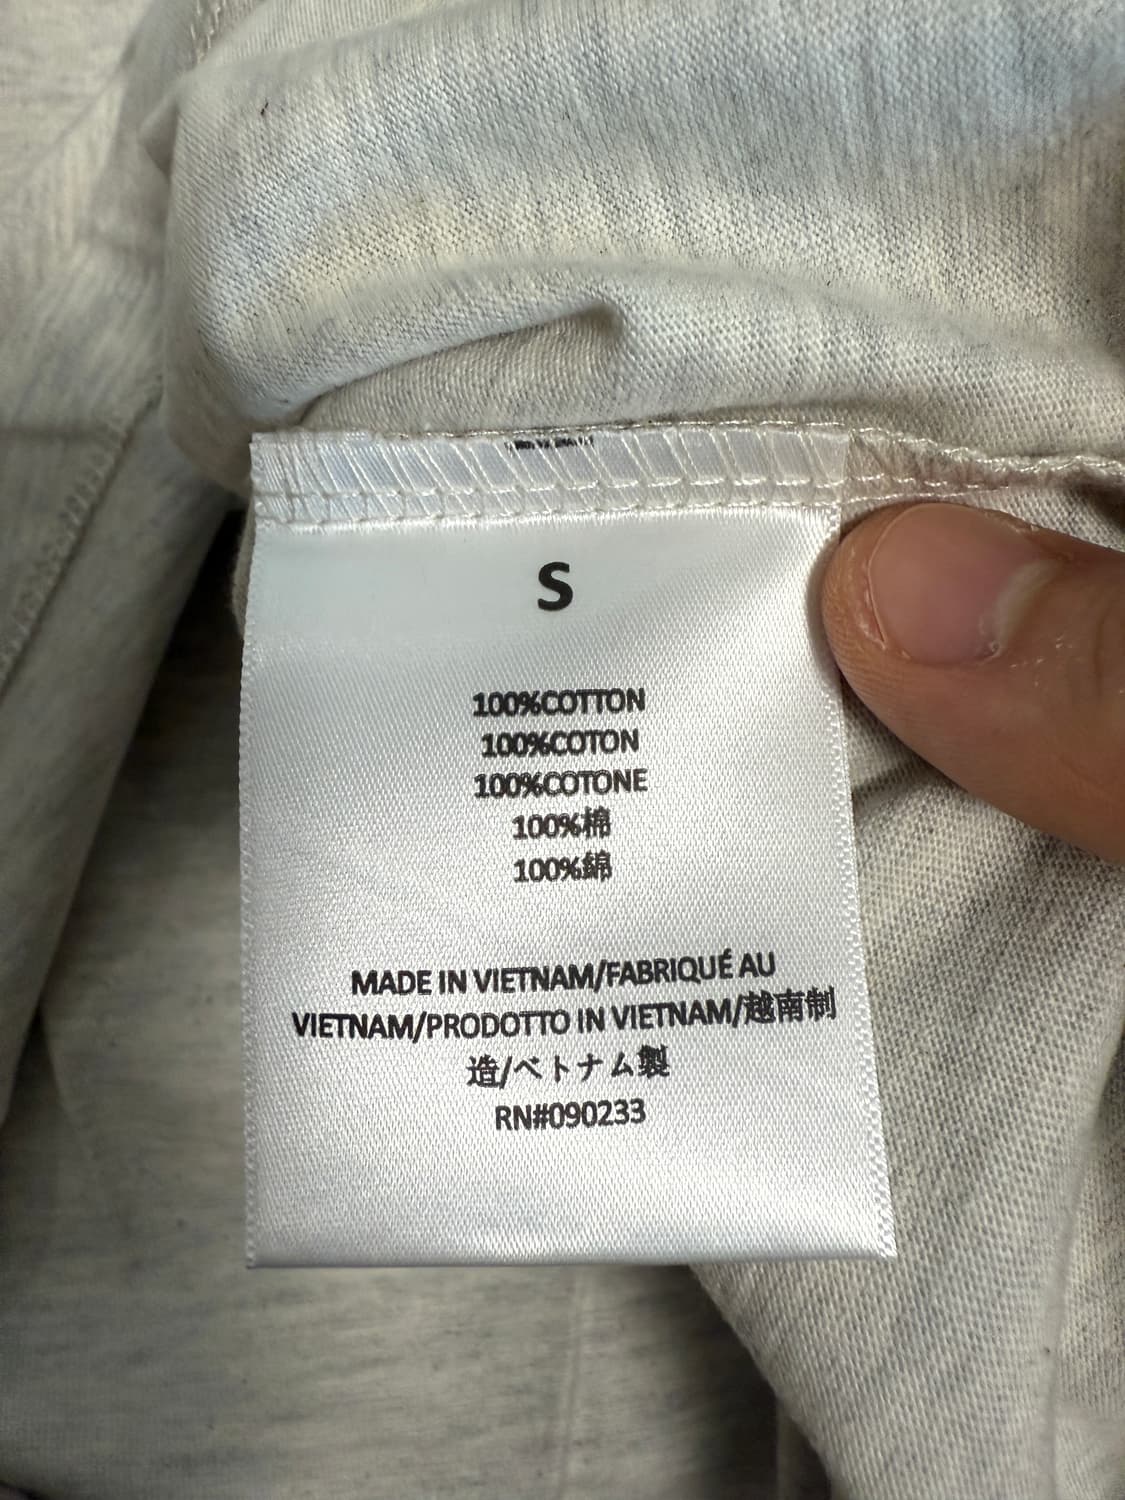 S
100%COTTON
100%COTON
100%COTONE
100%棉
100%綿
MADE IN VIETNAM/FABRIQUÉ AU
VIETNAM/PRODOTTO IN VIETNAM/越南制
造/ベトナム製
RN#090233